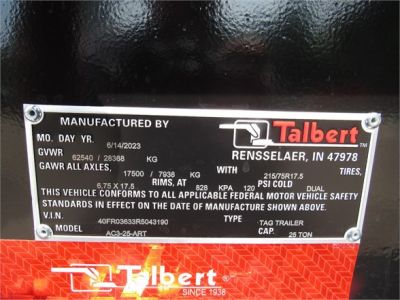 Talbert
MANUFACTURED BY Talbert TM
MO. DAY YR. 6/14/2023 RENSSELAER, IN 47978
GVWR 62540 / 28368 KG
GAWR ALL AXLES, 17500 / 7938 KG WITH 215/75R17.5 TIRES,
6.75 X 17.5 RIMS, AT 828 KPA 120 PSI COLD DUAL
THIS VEHICLE CONFORMS TO ALL APPLICABLE FEDERAL MOTOR VEHICLE SAFETY
STANDARDS IN EFFECT ON THE DATE OF MANUFACTURE SHOWN ABOVE.
V.I.N. 40FR03633R5043190 TYPE TAG TRAILER
MODEL AC3-25-ART CAP. 25 TON
Talbert
SINCE 1938